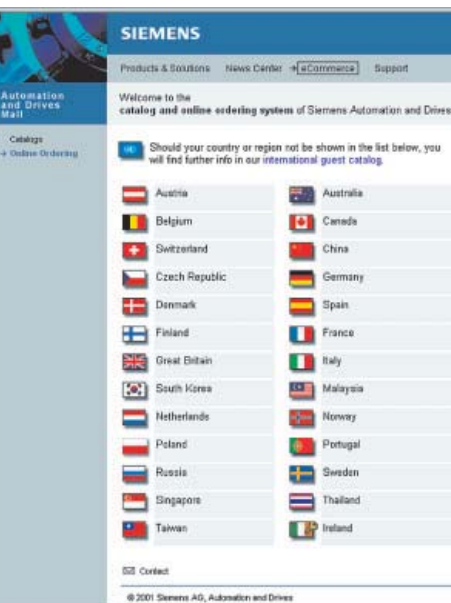 SIEMENS
Products & Solutions News Center eCommerce Support
Automation
and Drives
Mall
Catalogs
Online Ordering
Welcome to the
catalog and online ordering system of Siemens Automation and Drives
Should your country or region not be shown in the list below, you
will find further info in our international guest catalog.
Austria Australia
Belgium Canada
Switzerland China
Czech Republic Germany
Denmark Spain
Finland France
Great Britain Italy
South Korea Malaysia
Netherlands Norway
Poland Portugal
Russia Sweden
Singapore Thailand
Taiwan Ireland
Contact
© 2001 Siemens AG, Automation and Drives